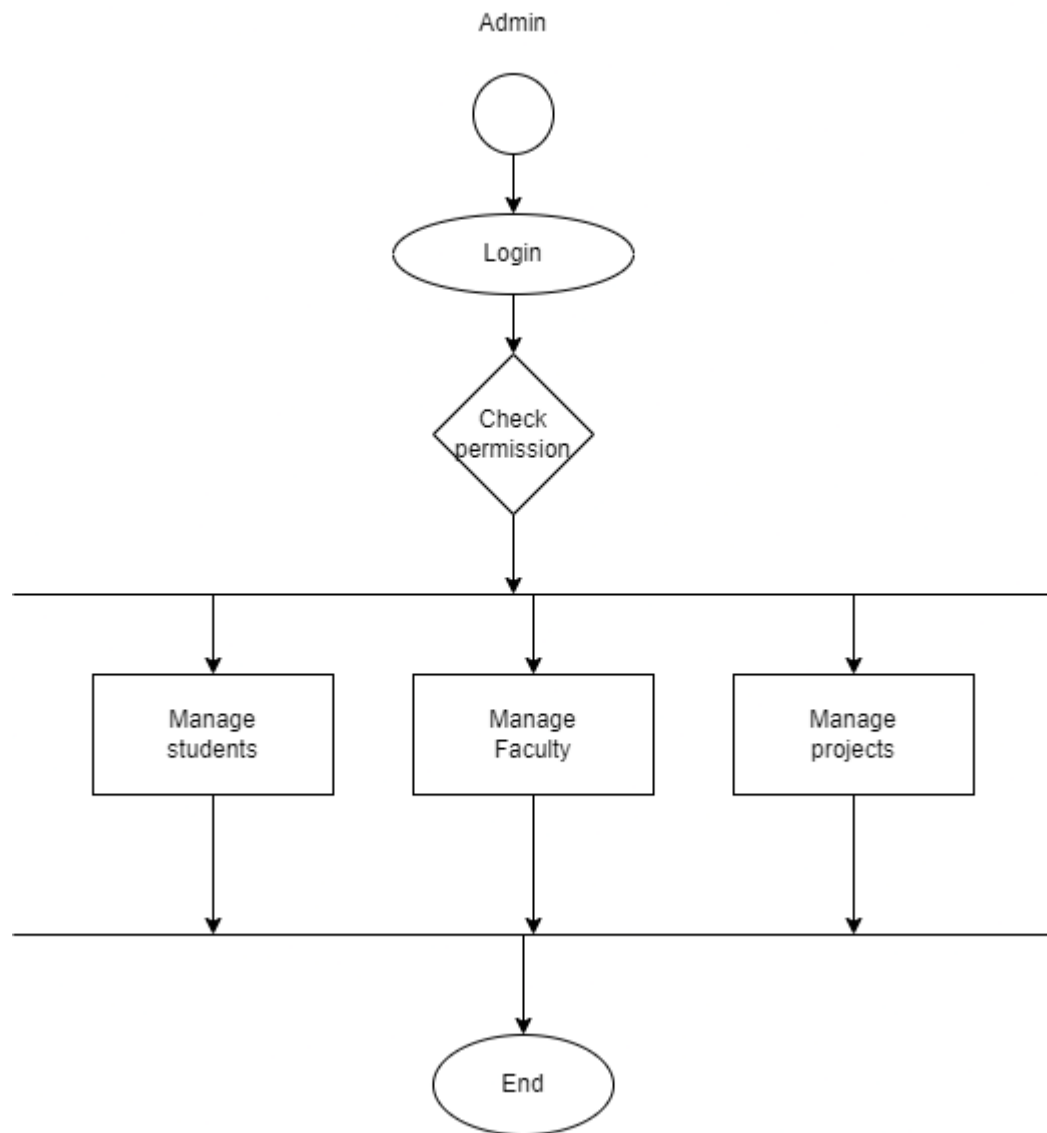 Admin
Login
Check
permission
Manage
students
Manage
Faculty
Manage
projects
End